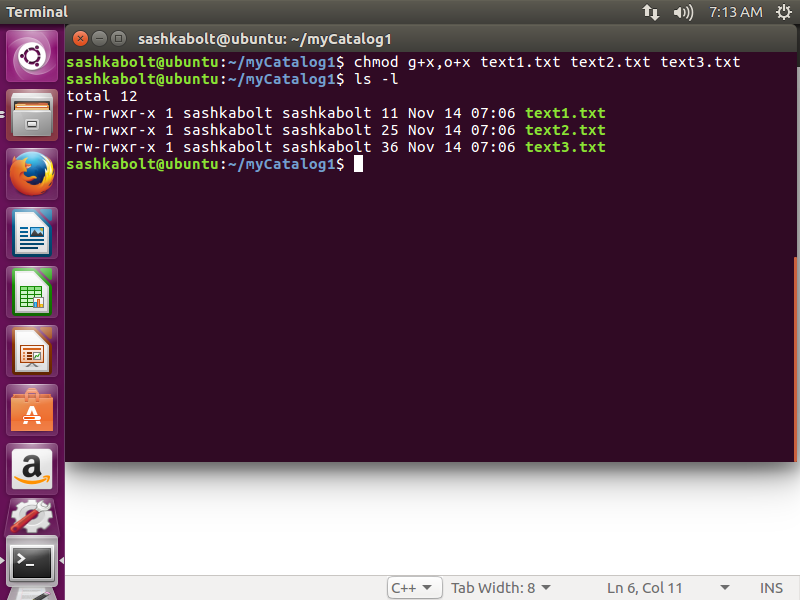 Terminal
7:13 AM
sashkabolt@ubuntu: ~/myCatalog1
sashkabolt@ubuntu:~/myCatalog1$ chmod g+x,o+x text1.txt text2.txt text3.txt
sashkabolt@ubuntu:~/myCatalog1$ ls -l
total 12
-rw-rwxr-x 1 sashkabolt sashkabolt 11 Nov 14 07:06 text1.txt
-rw-rwxr-x 1 sashkabolt sashkabolt 25 Nov 14 07:06 text2.txt
-rw-rwxr-x 1 sashkabolt sashkabolt 36 Nov 14 07:06 text3.txt
sashkabolt@ubuntu:~/myCatalog1$
C++ Tab Width: 8 Ln 6, Col 11 INS